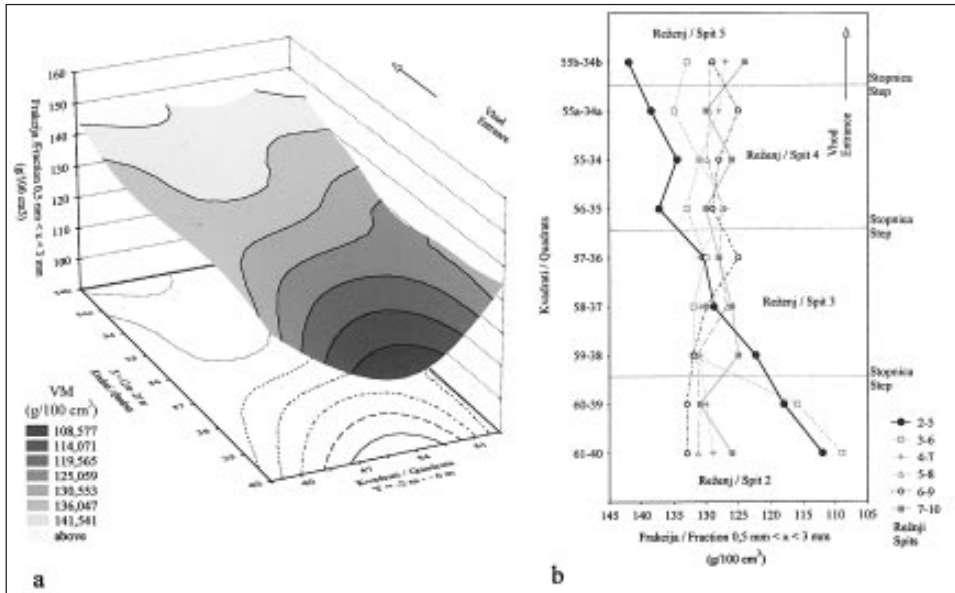 160
150
140
130
120
110
100
Frakcija/Fraction 0,5 mm < x < 3 mm
(g/100 cm3)
Vhod
Entrance
Kvadrati / Quadrats
VM
(g/100 cm³)
108,577
114,071
119,565
125,059
130,553
136,047
141,541
above
a
Reženj / Spit 5
55b-34b
Stopnica
Step
55a-34a
Vhod
Entrance
Reženj / Spit 4
55-34
56-35
Stopnica
Step
57-36
Kvadrati / Quadrats
Reženj / Spit 3
58-37
59-38
Stopnica
Step
60-39
61-40
Reženj / Spit 2
145 140 135 130 125 120 115 110 105
Frakcija / Fraction 0,5 mm < x < 3 mm
(g/100 cm³)
2-5
3-6
4-7
5-8
6-9
7-10
Režnji
Spits
b